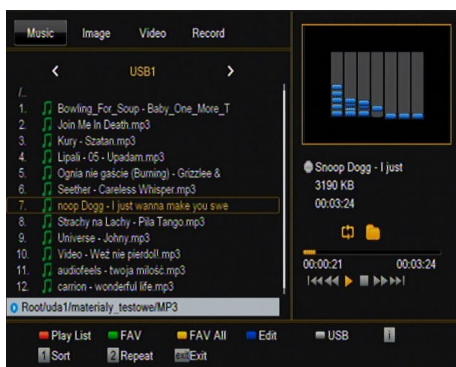 Music Image Video Record
USB1
/...
1. Bowling_For_Soup - Baby_One_More_T
2. Join Me In Death.mp3
3. Kury - Szatan.mp3
4. Lipali - 05 - Upadam.mp3
5. Ognia nie gaście (Burning) - Grizzlee &
6. Seether - Careless Whisper.mp3
7. noop Dogg - I just wanna make you swe
8. Strachy na Lachy - Pila Tango.mp3
9. Universe - Johny.mp3
10. Video - Weź nie pierdoll.mp3
11. audiofeels - twoja miłość.mp3
12. carrion - wonderful life.mp3
Root/uda1/materialy_testowe/MP3
Snoop Dogg - I just
3190 KB
00:03:24
00:00:21 00:03:24
Play List FAV FAV All Edit USB i
1 Sort 2 Repeat exit Exit